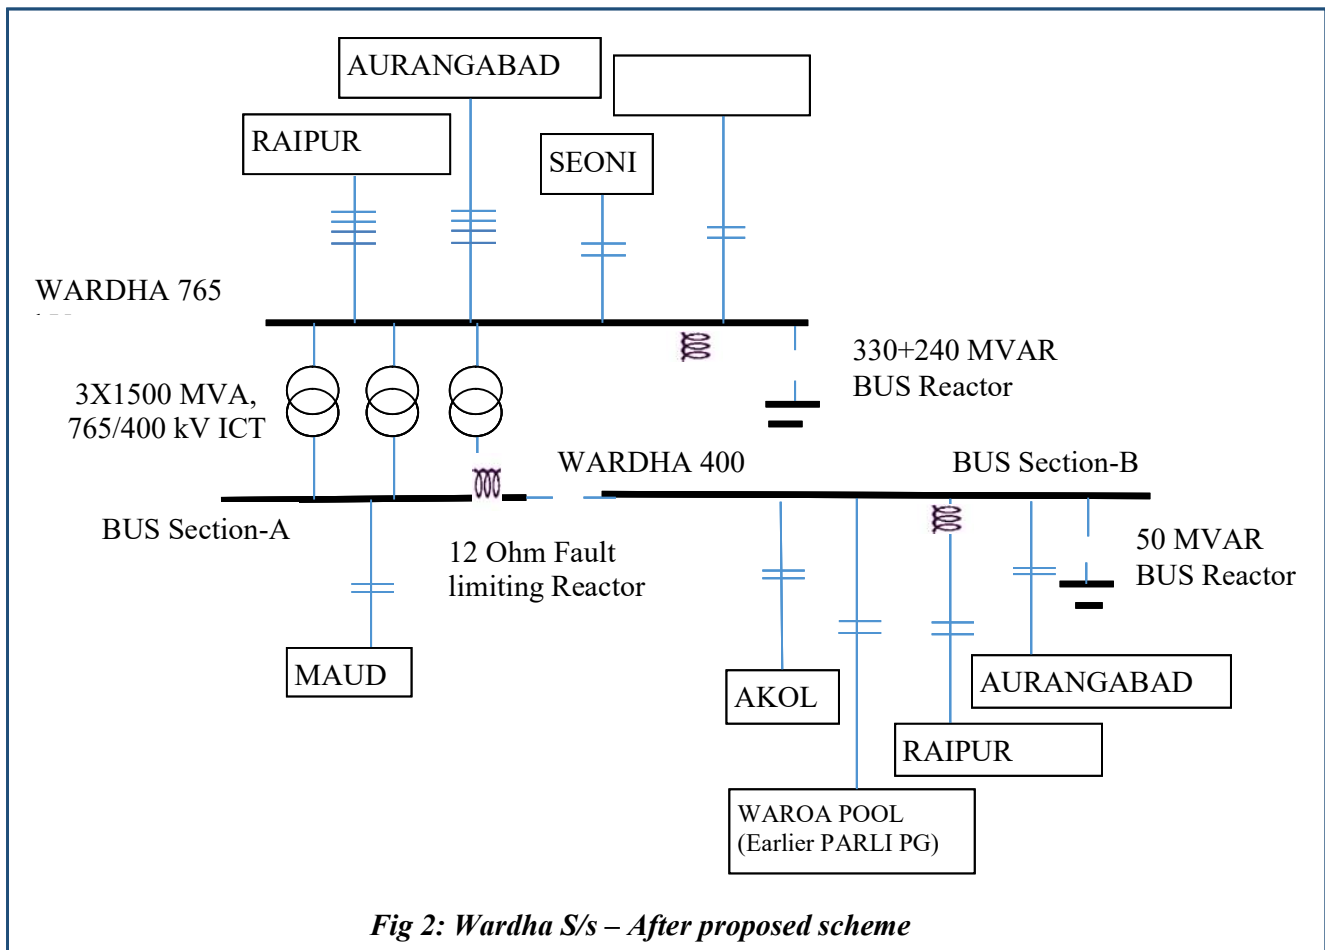 AURANGABAD
RAIPUR
SEONI
WARDHA 765
3X1500 MVA,
765/400 kV ICT
330+240 MVAR
BUS Reactor
WARDHA 400
BUS Section-B
BUS Section-A
12 Ohm Fault
limiting Reactor
50 MVAR
BUS Reactor
MAUD
AKOL
AURANGABAD
RAIPUR
WAROA POOL
(Earlier PARLI PG)
Fig 2: Wardha S/s – After proposed scheme